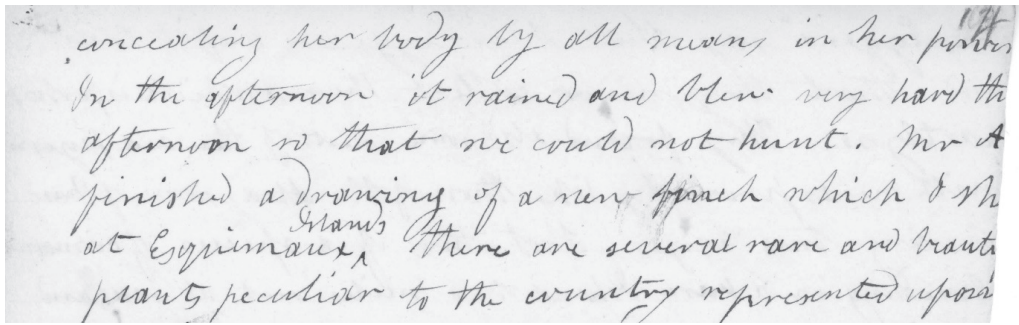 concealing her body by all means in her power
In the afternoon it rained and blew very hard th
afternoon so that we could not hunt. Mr A
finished a drawing of a new finch which I sh
Islands
at Esquimaux ‸ There are several rare and beauti
plants peculiar to the country represented upon